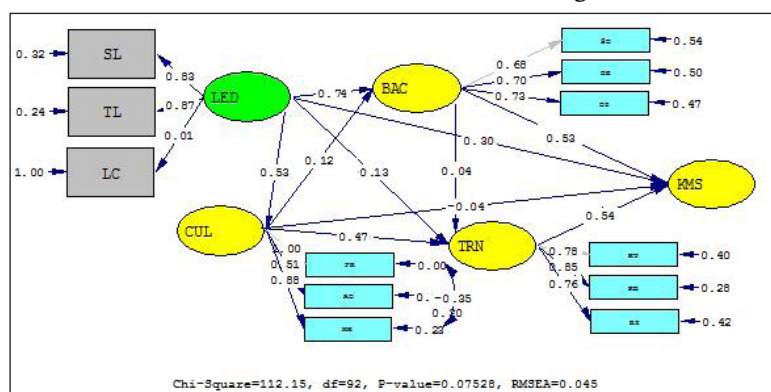 0.32 SL 0.83
0.24 TL 0.87
1.00 LC 0.01
LED
0.74 BAC
0.68 0.54
0.70 0.50
0.73 0.47
0.30 0.53
0.12 0.13 0.04
0.53
-0.04 KMS
CUL 0.47 TRN 0.54
0.51 0.00
0.88 -0.35
0.23
0.78 0.40
0.85 0.28
0.76 0.42
Chi-Square=112.15, df=92, P-value=0.07528, RMSEA=0.045